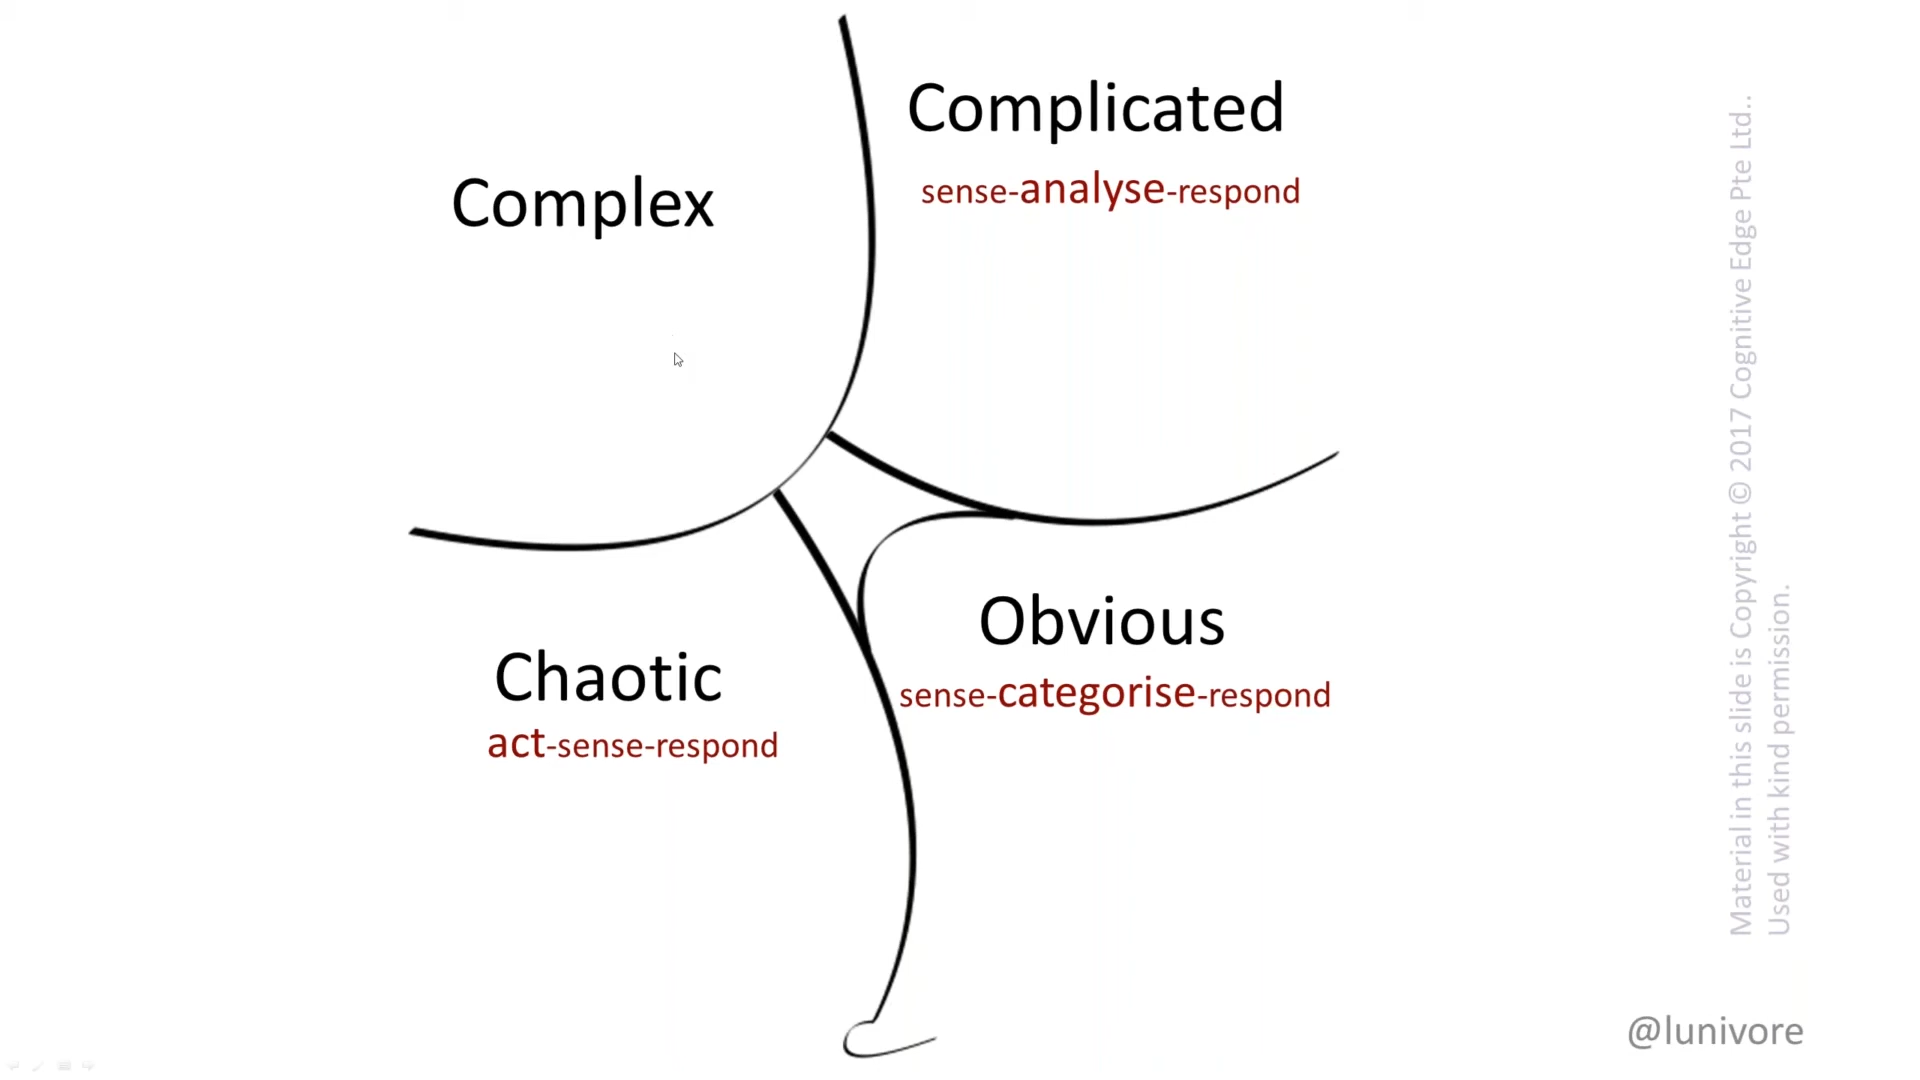 Complex
Complicated
sense-analyse-respond
Chaotic
act-sense-respond
Obvious
sense-categorise-respond
Material in this slide is Copyright © 2017 Cognitive Edge Pte Ltd..
Used with kind permission.
@lunivore